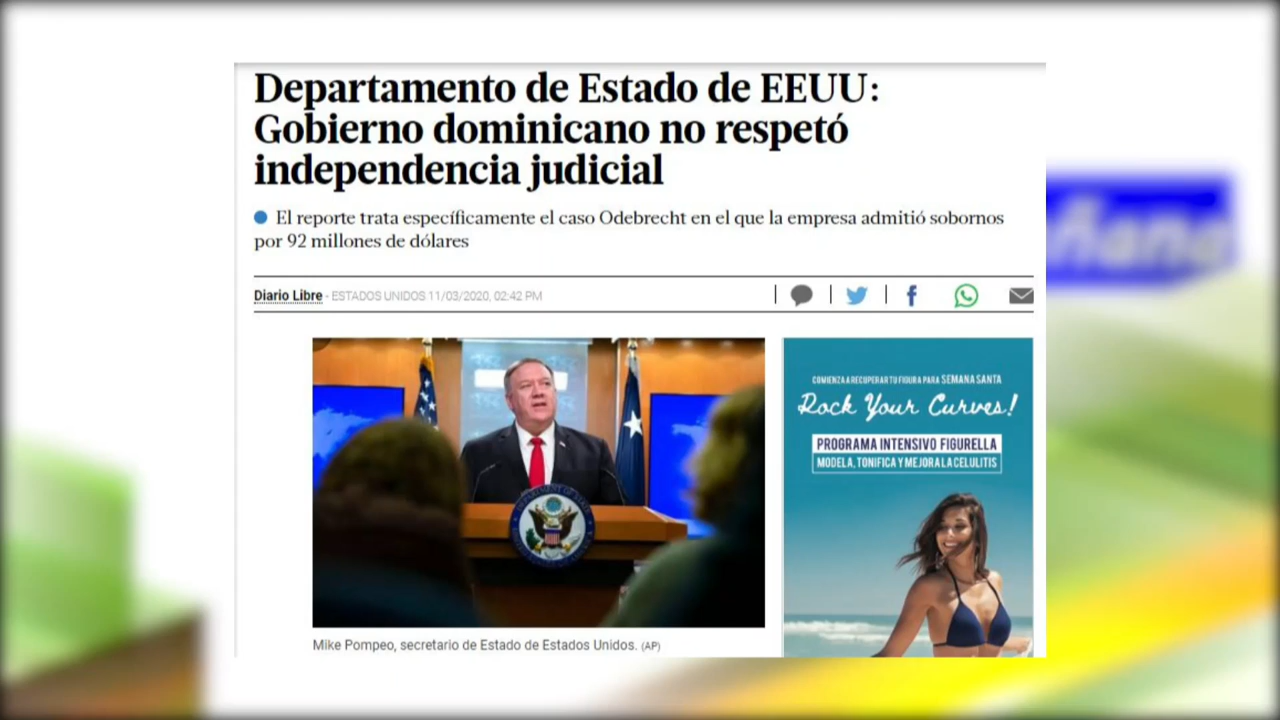 Departamento de Estado de EEUU:
Gobierno dominicano no respetó
independencia judicial
El reporte trata específicamente el caso Odebrecht en el que la empresa admitió sobornos
por 92 millones de dólares
Diario Libre - ESTADOS UNIDOS 11/03/2020, 02:42 PM
COMIENZA A RECUPERAR TU FIGURA PARA SEMANA SANTA
Rock Your Curves!
PROGRAMA INTENSIVO FIGURELLA
MODELA, TONIFICA Y MEJORA LA CELULITIS
Mike Pompeo, secretario de Estado de Estados Unidos. (AP)